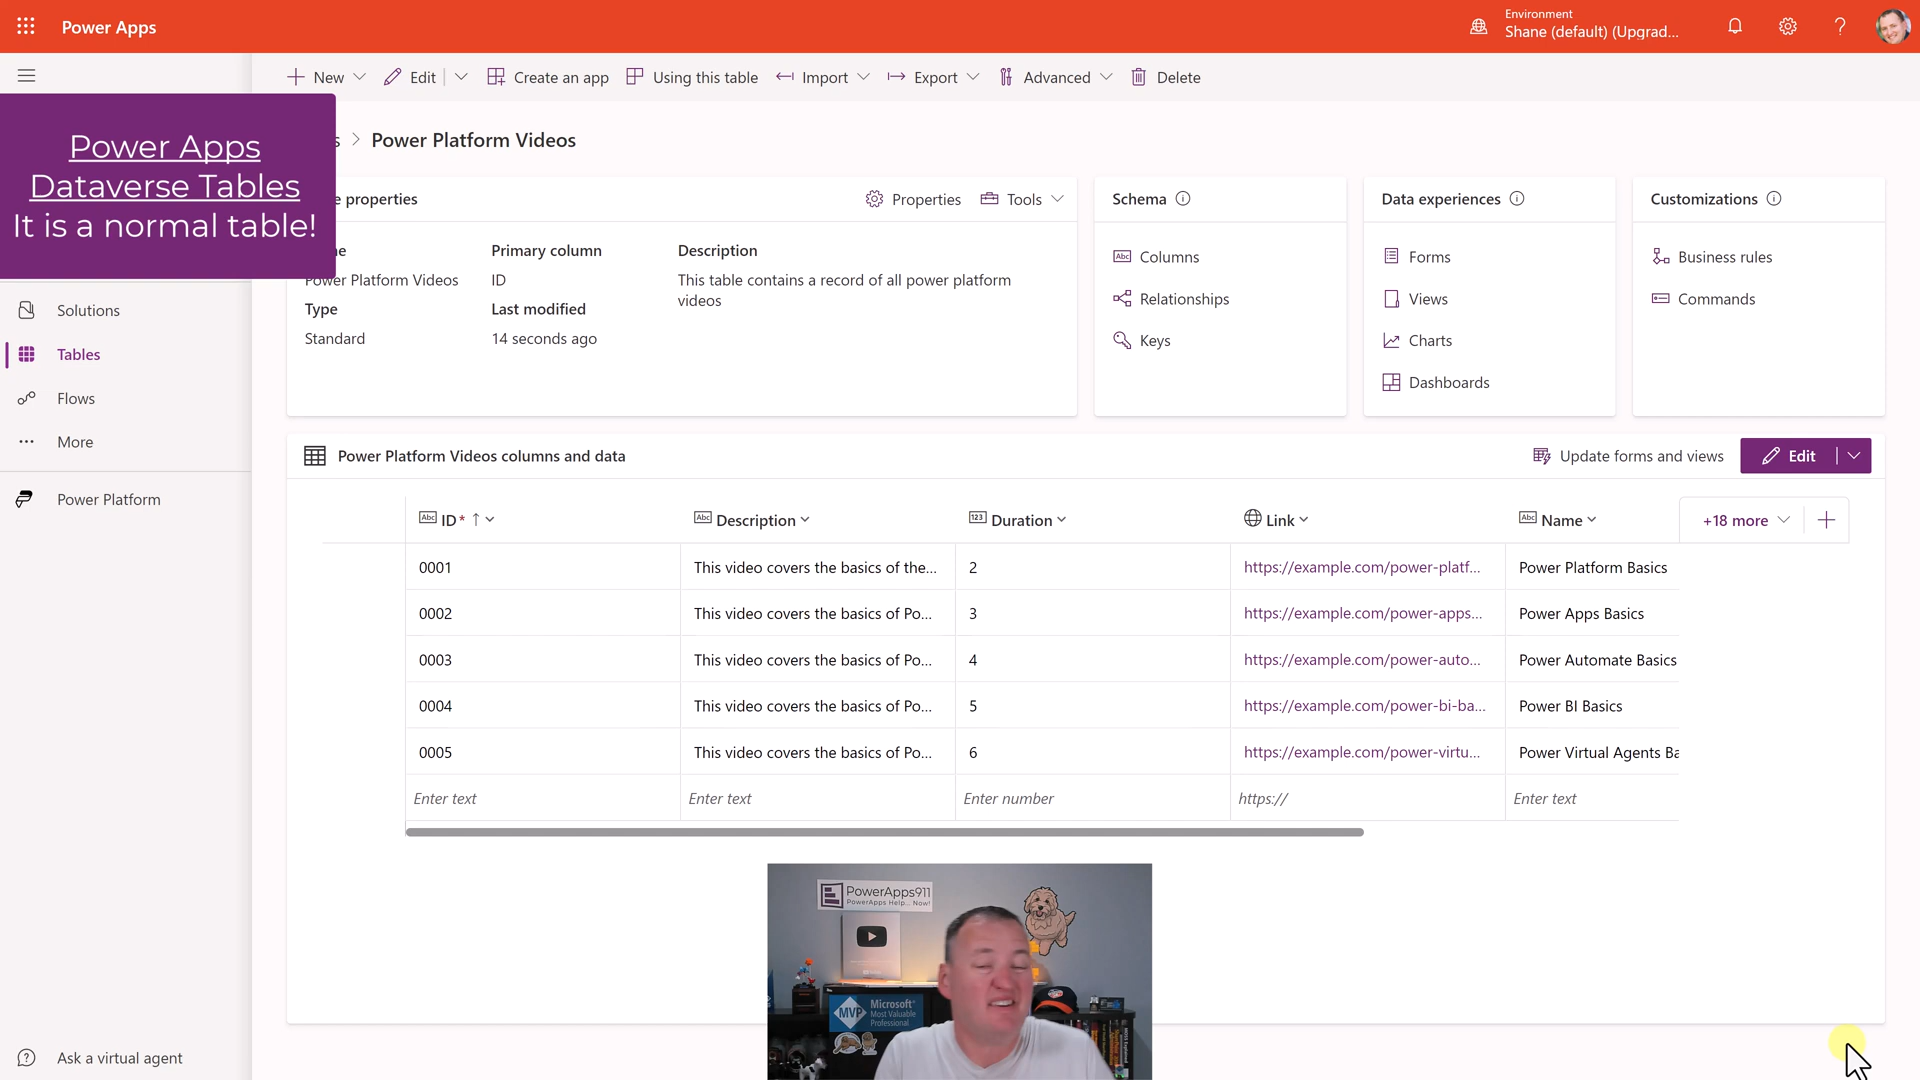 Power Apps
Environment
Shane (default) (Upgrad...
New
Edit
Create an app
Using this table
Import
Export
Advanced
Delete
Power Apps
Dataverse Tables
It is a normal table!
> Power Platform Videos
properties
Properties
Tools
Primary column
Description
Power Platform Videos
ID
This table contains a record of all power platform
videos
Type
Last modified
Standard
14 seconds ago
Schema
Columns
Relationships
Keys
Data experiences
Forms
Views
Charts
Dashboards
Customizations
Business rules
Commands
Solutions
Tables
Flows
More
Power Platform
Ask a virtual agent
Power Platform Videos columns and data
Update forms and views
Edit
Abc ID * ↑ Abc Description 123 Duration Link Abc Name +18 more
0001 This video covers the basics of the... 2 https://example.com/power-platf... Power Platform Basics
0002 This video covers the basics of Po... 3 https://example.com/power-apps... Power Apps Basics
0003 This video covers the basics of Po... 4 https://example.com/power-auto... Power Automate Basics
0004 This video covers the basics of Po... 5 https://example.com/power-bi-ba... Power BI Basics
0005 This video covers the basics of Po... 6 https://example.com/power-virtu... Power Virtual Agents Ba
Enter text Enter text Enter number https:// Enter text
PowerApps911
PowerApps Help... Now!
MVP
Microsoft®
Most Valuable
Professional